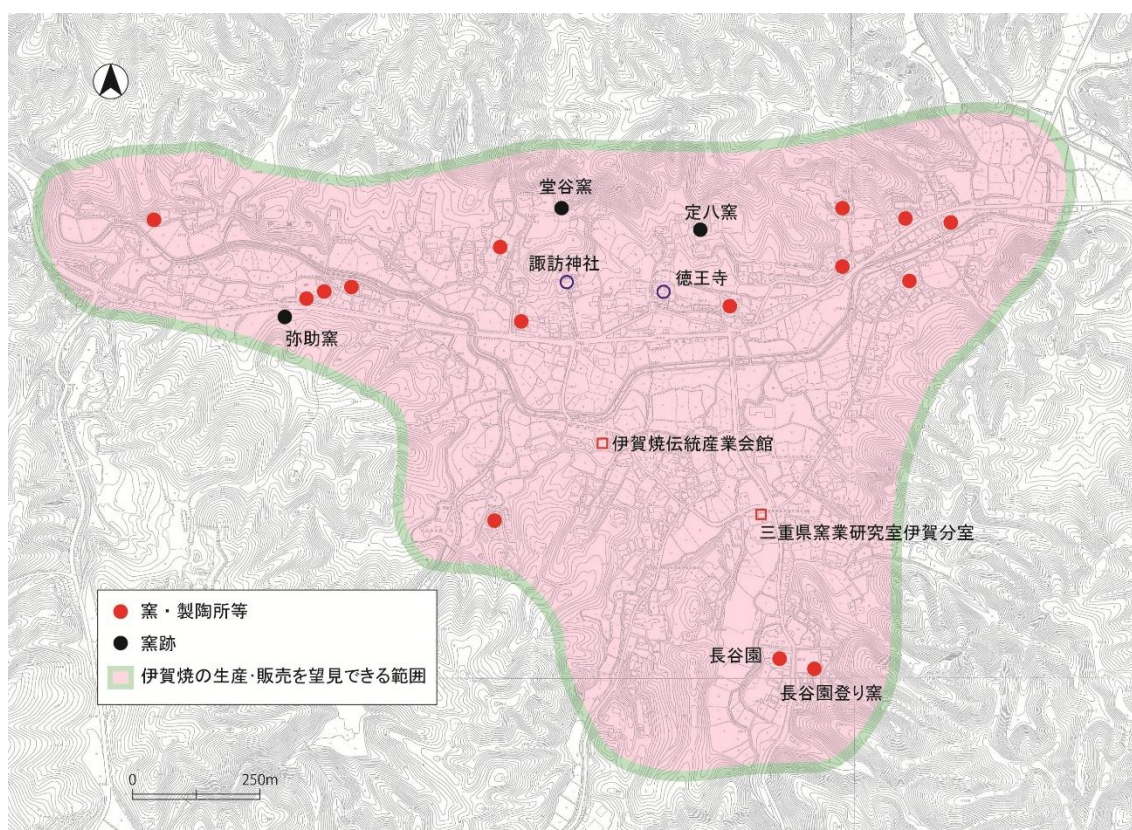 堂谷窯
定八窯
諏訪神社
徳王寺
弥助窯
伊賀焼伝統産業会館
三重県窯業研究室伊賀分室
窯・製陶所等
窯跡
伊賀焼の生産・販売を望見できる範囲
長谷園
長谷園登り窯
0 250m